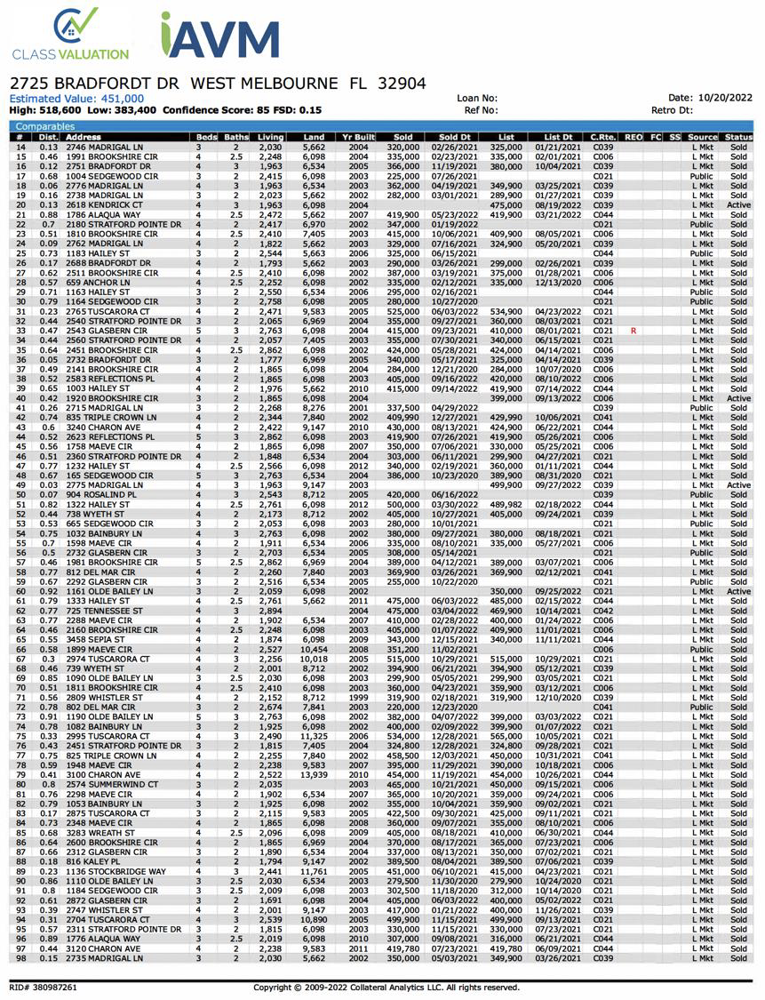 CLASS VALUATION
iAVM
2725 BRADFORDT DR WEST MELBOURNE FL 32904
Estimated Value: 451,000 Loan No: Date: 10/20/2022
High: 518,600 Low: 383,400 Confidence Score: 85 FSD: 0.15 Ref No: Retro Dt:
Comparables
# Dist. Address Beds Baths Living Land Yr Built Sold Sold Dt List List Dt C.Rte. REO FC SS Source Status
14 0.13 2746 MADRIGAL LN 3 2 2,030 5,662 2004 320,000 02/26/2021 325,000 01/21/2021 C039 L Mkt Sold
15 0.46 1991 BROOKSHIRE CIR 4 2.5 2,248 6,098 2004 335,000 02/23/2021 335,000 02/01/2021 C006 L Mkt Sold
16 0.12 2751 BRADFORDT DR 4 3 1,963 6,534 2005 366,000 11/19/2021 380,000 10/04/2021 C039 L Mkt Sold
17 0.68 1004 SEDGEWOOD CIR 3 2 2,415 6,098 2003 225,000 07/26/2021 C021 Public Sold
18 0.06 2776 MADRIGAL LN 4 3 1,963 6,534 2003 362,000 04/19/2021 349,900 03/25/2021 C039 L Mkt Sold
19 0.16 2738 MADRIGAL LN 4 2 2,023 5,662 2002 282,000 03/01/2021 289,900 01/27/2021 C039 L Mkt Sold
20 0.13 2618 KENDRICK CT 4 3 1,963 6,098 2004 475,000 08/19/2022 C039 L Mkt Active
21 0.88 1786 ALAQUA WAY 4 2.5 2,472 5,662 2007 419,900 05/23/2022 419,900 03/21/2022 C044 L Mkt Sold
22 0.7 2180 STRATFORD POINTE DR 4 2 2,417 6,970 2002 347,000 01/19/2022 C021 Public Sold
23 0.51 1810 BROOKSHIRE CIR 4 2.5 2,410 7,405 2003 415,000 10/06/2021 409,900 08/05/2021 C006 L Mkt Sold
24 0.09 2762 MADRIGAL LN 4 2 1,822 5,662 2003 329,000 07/16/2021 324,900 05/20/2021 C039 L Mkt Sold
25 0.73 1183 HAILEY ST 4 2 2,544 5,663 2006 325,000 06/15/2021 C044 Public Sold
26 0.17 2688 BRADFORDT DR 4 2 1,793 5,662 2003 290,000 03/26/2021 299,000 02/26/2021 C039 L Mkt Sold
27 0.62 2511 BROOKSHIRE CIR 4 2.5 2,410 6,098 2002 387,000 03/19/2021 375,000 01/28/2021 C006 L Mkt Sold
28 0.57 659 ANCHOR LN 4 2.5 2,252 6,098 2006 335,000 02/12/2021 335,000 12/13/2020 C006 L Mkt Sold
29 0.71 1163 HAILEY ST 3 2 2,550 6,534 2006 295,000 02/16/2021 C044 Public Sold
30 0.79 1164 SEDGEWOOD CIR 3 2 2,758 6,098 2005 280,000 10/27/2020 C021 Public Sold
31 0.23 2765 TUSCARORA CT 4 2 2,471 9,583 2005 525,000 06/03/2022 534,900 04/23/2022 C021 L Mkt Sold
32 0.44 2540 STRATFORD POINTE DR 3 2 2,065 6,969 2004 355,000 09/27/2021 360,000 08/03/2021 C021 L Mkt Sold
33 0.47 2543 GLASBERN CIR 5 3 2,763 6,098 2004 415,000 09/23/2021 410,000 08/01/2021 C021 R L Mkt Sold
34 0.44 2560 STRATFORD POINTE DR 4 2 2,057 7,405 2003 355,000 07/30/2021 340,000 06/15/2021 C021 L Mkt Sold
35 0.64 2451 BROOKSHIRE CIR 4 2.5 2,862 6,098 2002 424,000 05/28/2021 424,000 04/14/2021 C006 L Mkt Sold
36 0.05 2732 BRADFORDT DR 3 2 1,777 6,969 2005 340,000 05/17/2021 325,000 04/14/2021 C039 L Mkt Sold
37 0.49 2141 BROOKSHIRE CIR 4 2 1,865 6,098 2004 284,000 12/21/2020 284,000 10/07/2020 C006 L Mkt Sold
38 0.52 2583 REFLECTIONS PL 4 2 1,865 6,098 2003 405,000 09/16/2022 420,000 08/10/2022 C006 L Mkt Sold
39 0.65 1003 HAILEY ST 4 2 1,976 5,662 2010 415,000 09/14/2022 419,900 07/14/2022 C044 L Mkt Sold
40 0.42 1920 BROOKSHIRE CIR 3 2 1,865 6,098 2004 399,000 09/13/2022 C006 L Mkt Active
41 0.26 2715 MADRIGAL LN 3 2 2,268 8,276 2001 337,500 04/29/2022 C039 Public Sold
42 0.74 835 TRIPLE CROWN LN 4 2 2,344 7,840 2002 409,990 12/27/2021 429,990 10/06/2021 C041 L Mkt Sold
43 0.6 3240 CHARON AVE 4 2 2,422 9,147 2010 430,000 08/13/2021 424,900 06/22/2021 C044 L Mkt Sold
44 0.52 2623 REFLECTIONS PL 5 3 2,862 6,098 2003 419,900 07/26/2021 419,900 05/26/2021 C006 L Mkt Sold
45 0.56 1758 MAEVE CIR 4 2 1,865 6,098 2007 350,000 07/06/2021 330,000 05/25/2021 C006 L Mkt Sold
46 0.51 2360 STRATFORD POINTE DR 4 2 1,848 6,534 2004 303,000 06/11/2021 299,900 04/27/2021 C021 L Mkt Sold
47 0.77 1232 HAILEY ST 4 2.5 2,566 6,098 2012 340,000 02/19/2021 360,000 01/11/2021 C044 L Mkt Sold
48 0.67 165 SEDGEWOOD CIR 5 3 2,763 6,534 2004 386,000 10/23/2020 389,900 08/31/2020 C021 L Mkt Sold
49 0.03 2775 MADRIGAL LN 4 3 1,963 9,147 2003 499,900 09/27/2022 C039 L Mkt Active
50 0.07 904 ROSALIND PL 4 3 2,543 8,712 2005 420,000 06/16/2022 C039 Public Sold
51 0.82 1322 HAILEY ST 4 2.5 2,761 6,098 2012 500,000 03/30/2022 489,982 02/18/2022 C044 L Mkt Sold
52 0.44 738 WYETH ST 4 2 2,173 8,712 2002 405,000 10/27/2021 405,000 09/24/2021 C039 L Mkt Sold
53 0.53 665 SEDGEWOOD CIR 3 2 2,053 6,098 2003 280,000 10/01/2021 C021 Public Sold
54 0.75 1032 BAINBURY LN 4 3 2,763 6,098 2002 380,000 09/27/2021 380,000 08/18/2021 C021 L Mkt Sold
55 0.7 1598 MAEVE CIR 4 2 1,911 6,534 2006 335,000 08/10/2021 335,000 05/27/2021 C006 L Mkt Sold
56 0.5 2732 GLASBERN CIR 3 2 2,703 6,534 2005 308,000 05/14/2021 C021 Public Sold
57 0.46 1981 BROOKSHIRE CIR 5 2.5 2,862 6,969 2004 389,000 04/12/2021 389,000 03/07/2021 C006 L Mkt Sold
58 0.77 812 DEL MAR CIR 4 2 2,260 7,840 2003 369,900 03/26/2021 369,900 02/12/2021 C041 L Mkt Sold
59 0.67 2292 GLASBERN CIR 3 2 2,516 6,534 2005 255,000 10/22/2020 C021 Public Sold
60 0.92 1161 OLDE BAILEY LN 3 2 2,059 6,098 2002 350,000 09/25/2022 C021 L Mkt Active
61 0.79 1333 HAILEY ST 4 2.5 2,761 5,662 2011 475,000 06/03/2022 485,000 02/15/2022 C044 L Mkt Sold
62 0.77 725 TENNESSEE ST 4 3 2,894 2004 475,000 03/04/2022 469,900 10/14/2021 C042 L Mkt Sold
63 0.77 2288 MAEVE CIR 4 2 1,902 6,534 2007 410,000 02/28/2022 400,000 01/24/2022 C006 L Mkt Sold
64 0.46 2160 BROOKSHIRE CIR 4 2.5 2,248 6,098 2003 405,000 01/07/2022 409,900 11/01/2021 C006 L Mkt Sold
65 0.55 3458 SEPIA ST 4 2 1,874 6,098 2009 343,000 12/15/2021 340,000 11/11/2021 C044 L Mkt Sold
66 0.58 1899 MAEVE CIR 4 2 2,527 10,454 2008 351,200 11/02/2021 C006 Public Sold
67 0.3 2974 TUSCARORA CT 4 3 2,256 10,018 2005 515,000 10/29/2021 515,000 10/29/2021 C021 L Mkt Sold
68 0.46 739 WYETH ST 4 2 2,001 8,712 2002 394,900 06/21/2021 394,900 05/12/2021 C039 L Mkt Sold
69 0.85 1090 OLDE BAILEY LN 3 2.5 2,030 6,098 2003 299,900 05/05/2021 299,900 03/05/2021 C021 L Mkt Sold
70 0.51 1811 BROOKSHIRE CIR 4 2.5 2,410 6,098 2003 360,000 04/23/2021 359,900 03/12/2021 C006 L Mkt Sold
71 0.56 2809 WHISTLER ST 4 2 2,152 8,712 1999 319,900 02/18/2021 319,900 12/10/2020 C039 L Mkt Sold
72 0.78 802 DEL MAR CIR 3 2 2,674 7,841 2003 220,000 12/23/2020 C041 Public Sold
73 0.91 1190 OLDE BAILEY LN 5 3 2,763 6,098 2002 382,000 04/07/2022 399,000 03/03/2022 C021 L Mkt Sold
74 0.78 1082 BAINBURY LN 3 2 1,925 6,098 2002 400,000 02/09/2022 399,900 01/07/2022 C021 L Mkt Sold
75 0.33 2995 TUSCARORA CT 4 3 2,490 11,325 2006 534,000 12/28/2021 565,000 10/05/2021 C021 L Mkt Sold
76 0.43 2451 STRATFORD POINTE DR 3 2 1,815 7,405 2004 324,800 12/28/2021 324,800 09/28/2021 C021 L Mkt Sold
77 0.75 825 TRIPLE CROWN LN 4 2 2,255 7,840 2002 458,500 12/03/2021 450,000 10/31/2021 C041 L Mkt Sold
78 0.59 1948 MAEVE CIR 4 2 2,238 9,583 2007 395,000 11/29/2021 390,000 10/18/2021 C006 L Mkt Sold
79 0.41 3100 CHARON AVE 4 2 2,522 13,939 2010 454,000 11/19/2021 454,000 10/26/2021 C044 L Mkt Sold
80 0.8 2574 SUMMERWIND CT 3 2 2,035 2003 465,000 10/21/2021 450,000 09/15/2021 C006 L Mkt Sold
81 0.76 2298 MAEVE CIR 4 2 1,902 6,534 2007 365,000 10/20/2021 359,000 09/24/2021 C006 L Mkt Sold
82 0.79 1053 BAINBURY LN 3 2 1,925 6,098 2002 355,000 10/04/2021 359,900 09/02/2021 C021 L Mkt Sold
83 0.17 2875 TUSCARORA CT 3 2 2,115 9,583 2005 422,500 09/30/2021 425,000 09/11/2021 C021 L Mkt Sold
84 0.73 2348 MAEVE CIR 4 2 1,865 6,098 2008 360,000 09/07/2021 355,000 08/10/2021 C006 L Mkt Sold
85 0.68 3283 WREATH ST 4 2.5 2,096 6,098 2009 405,000 08/18/2021 410,000 06/30/2021 C044 L Mkt Sold
86 0.64 2600 BROOKSHIRE CIR 4 2 1,865 6,969 2004 370,000 08/17/2021 365,000 07/23/2021 C006 L Mkt Sold
87 0.66 2312 GLASBERN CIR 3 2 1,890 6,534 2004 337,000 08/13/2021 350,000 07/02/2021 C021 L Mkt Sold
88 0.18 816 KALEY PL 4 2 1,794 9,147 2002 389,500 08/04/2021 389,500 07/06/2021 C039 L Mkt Sold
89 0.23 1136 STOCKBRIDGE WAY 4 3 2,441 11,761 2005 451,000 06/10/2021 415,000 04/23/2021 C021 L Mkt Sold
90 0.86 1110 OLDE BAILEY LN 3 2.5 2,030 6,534 2003 279,500 11/30/2020 279,900 10/24/2020 C021 L Mkt Sold
91 0.8 1184 SEDGEWOOD CIR 3 2.5 2,009 6,098 2003 302,500 11/18/2020 312,000 10/14/2020 C021 L Mkt Sold
92 0.61 2872 GLASBERN CIR 3 2 1,691 6,098 2004 405,000 06/03/2022 400,000 05/02/2022 C021 L Mkt Sold
93 0.39 2747 WHISTLER ST 4 2 2,001 9,147 2003 417,000 01/21/2022 400,000 11/26/2021 C039 L Mkt Sold
94 0.31 2704 TUSCARORA CT 4 3 2,539 10,890 2005 499,900 11/15/2021 499,900 09/13/2021 C021 L Mkt Sold
95 0.57 2311 STRATFORD POINTE DR 3 2 1,815 6,098 2003 330,000 11/15/2021 330,000 07/23/2021 C021 L Mkt Sold
96 0.89 1776 ALAQUA WAY 3 2.5 2,019 6,098 2010 307,000 09/08/2021 316,000 06/21/2021 C044 L Mkt Sold
97 0.44 3120 CHARON AVE 4 2 2,238 9,583 2011 419,780 07/23/2021 419,780 06/09/2021 C044 L Mkt Sold
98 0.15 2735 MADRIGAL LN 3 2 2,030 5,662 2002 350,000 05/03/2021 349,900 03/26/2021 C039 L Mkt Sold
RID# 380987261 Copyright © 2009-2022 Collateral Analytics LLC. All rights reserved.